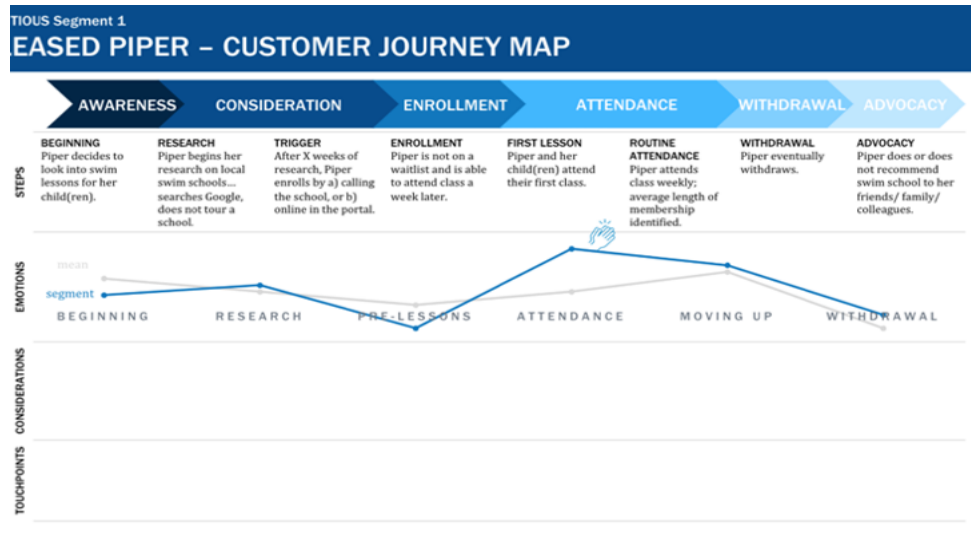 TIOUS Segment 1
EASED PIPER – CUSTOMER JOURNEY MAP
AWARENESS
CONSIDERATION
ENROLLMENT
ATTENDANCE
WITHDRAWAL
ADVOCACY
STEPS
BEGINNING
Piper decides to
look into swim
lessons for her
child(ren).
RESEARCH
Piper begins her
research on local
swim schools…
searches Google,
does not tour a
school.
TRIGGER
After X weeks of
research, Piper
enrolls by a) calling
the school, or b)
online in the portal.
ENROLLMENT
Piper is not on a
waitlist and is able
to attend class a
week later.
FIRST LESSON
Piper and her
child(ren) attend
their first class.
ROUTINE
ATTENDANCE
Piper attends
class weekly;
average length of
membership
identified.
WITHDRAWAL
Piper eventually
withdraws.
ADVOCACY
Piper does or does
not recommend
swim school to her
friends/ family/
colleagues.
EMOTIONS
mean
segment
BEGINNING
RESEARCH
PRE-LESSONS
ATTENDANCE
MOVING UP
WITHDRAWAL
CONSIDERATIONS
TOUCHPOINTS